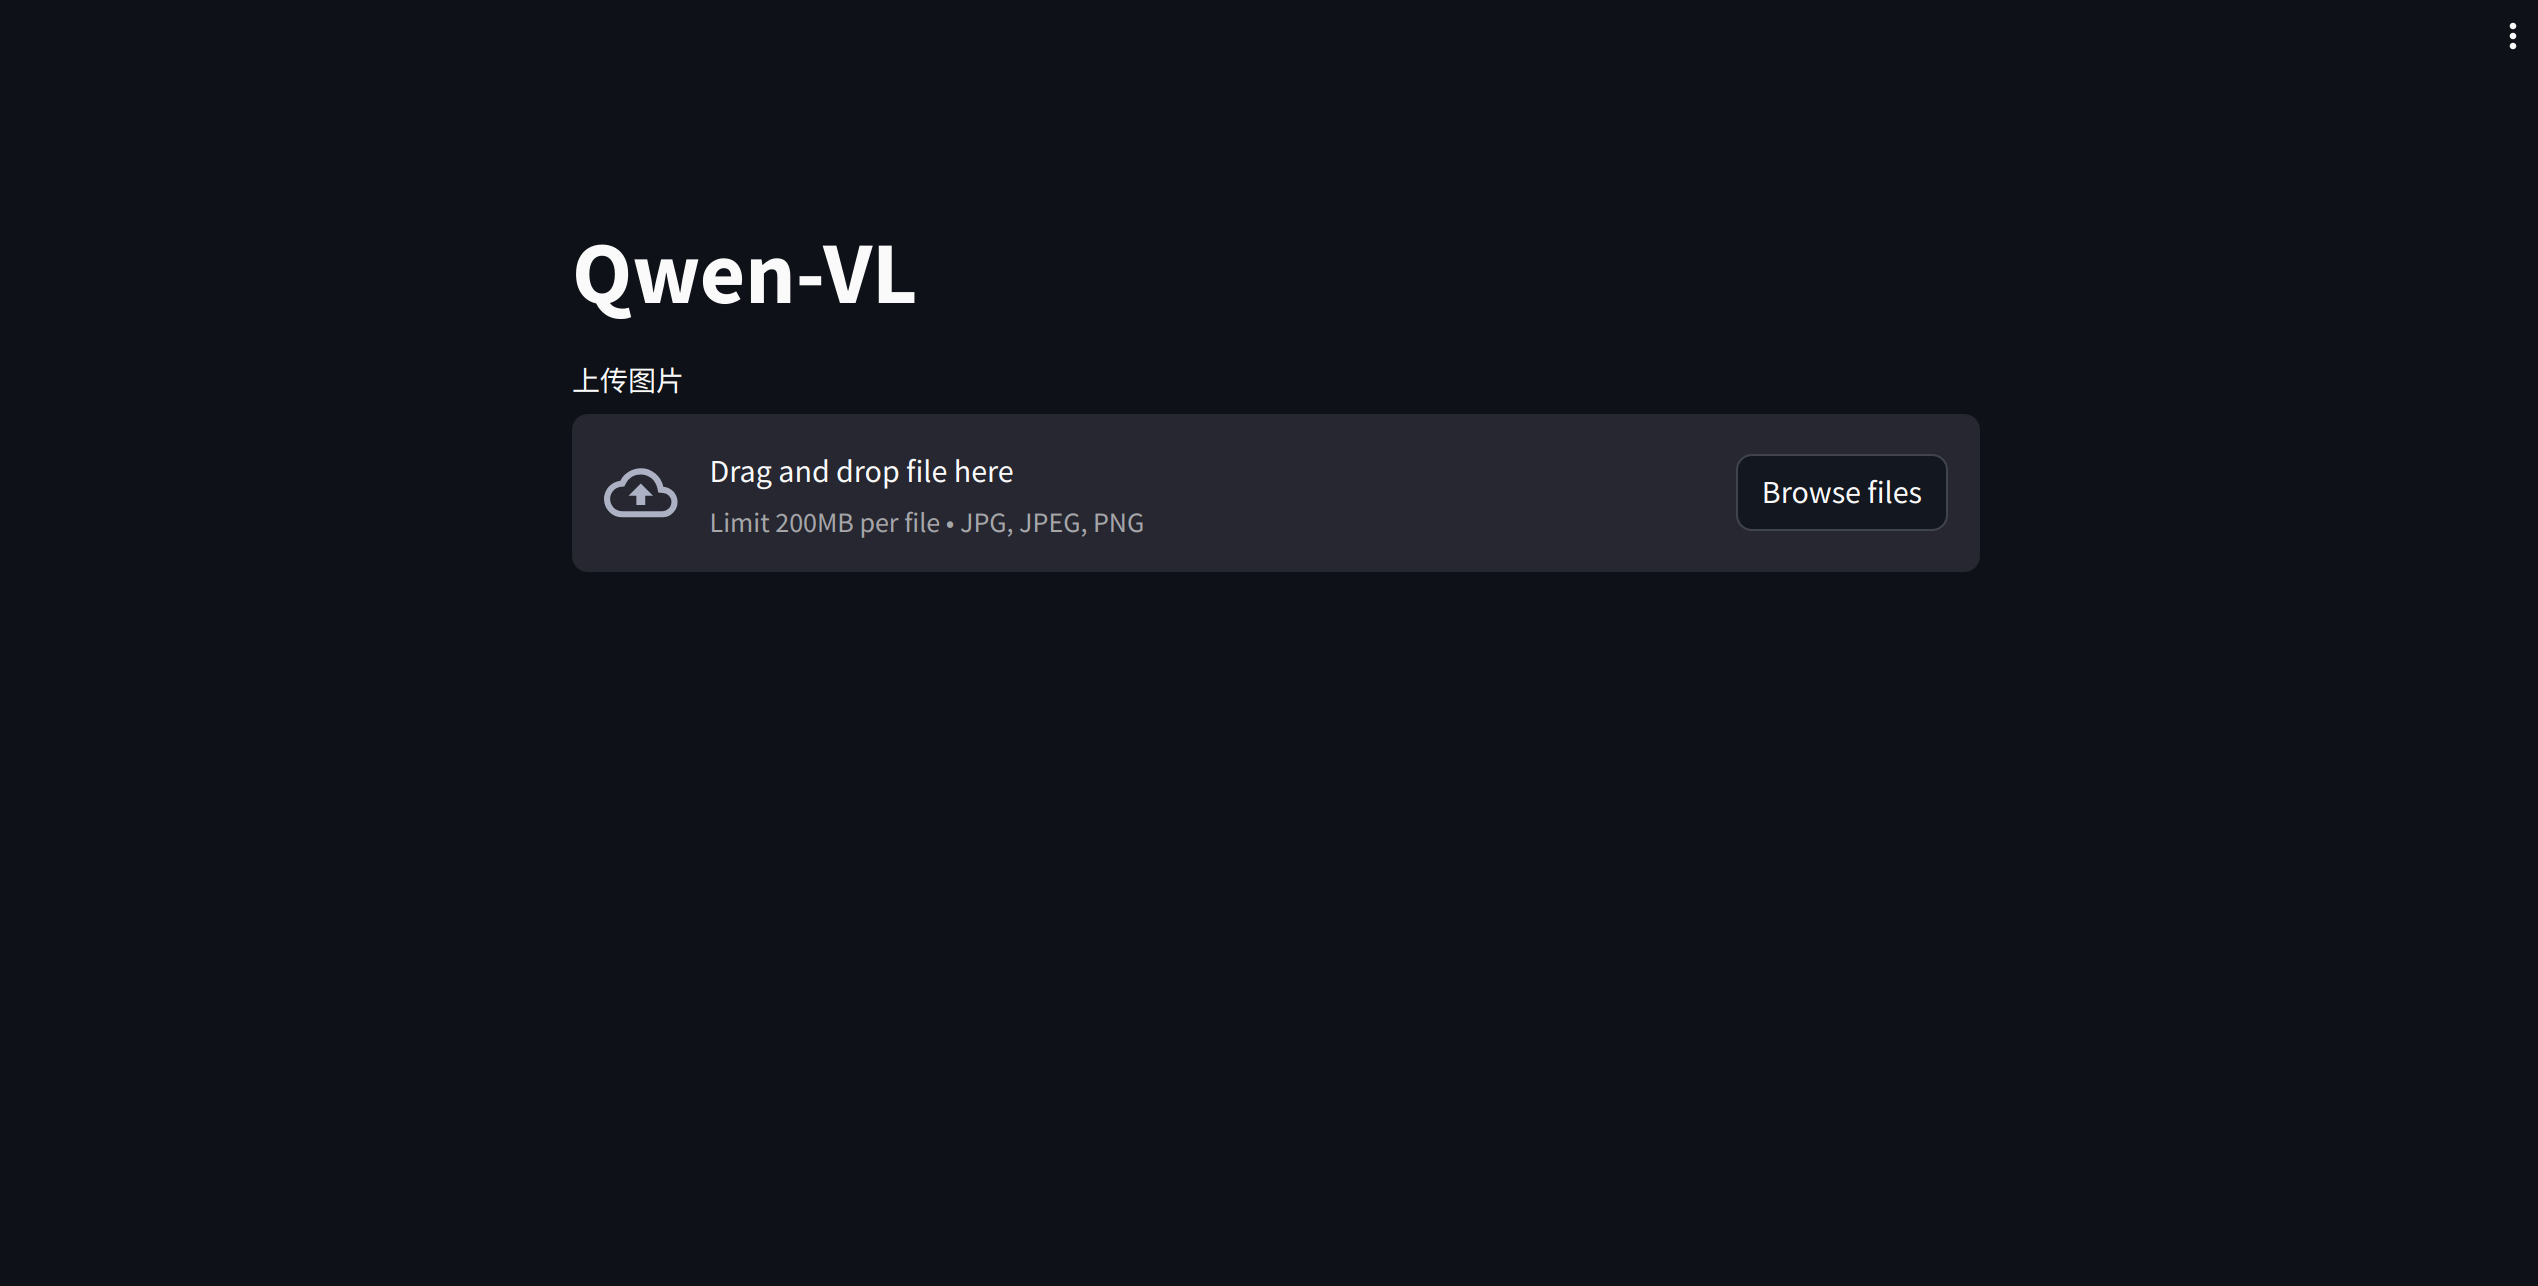 Qwen-VL
上传图片
Drag and drop file here
Limit 200MB per file • JPG, JPEG, PNG
Browse files